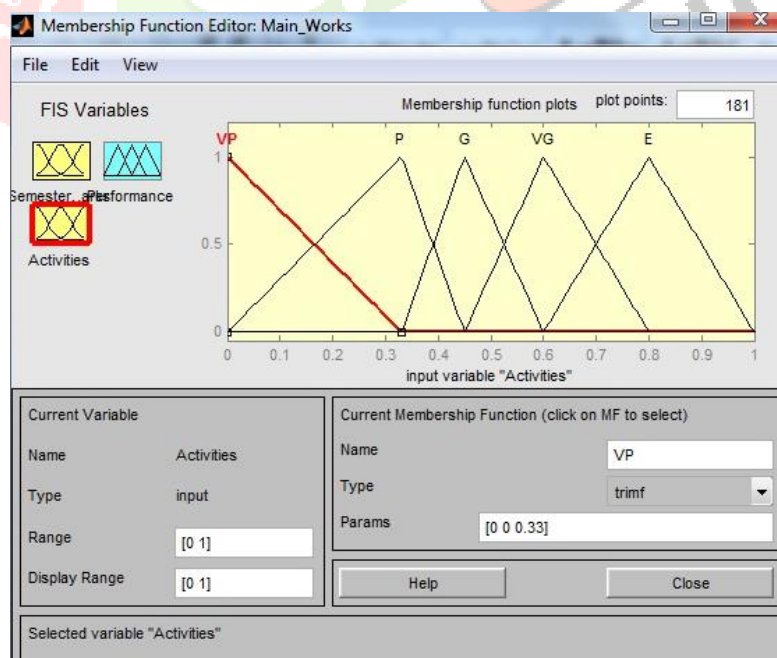 Membership Function Editor: Main_Works
File Edit View
FIS Variables
Membership function plots plot points: 181
VP P G VG E
1
0.5
0
0 0.1 0.2 0.3 0.4 0.5 0.6 0.7 0.8 0.9 1
input variable "Activities"
Performance
Activities
Current Variable
Name Activities
Type input
Range [0 1]
Display Range [0 1]
Current Membership Function (click on MF to select)
Name VP
Type trimf
Params [0 0 0.33]
Help Close
Selected variable "Activities"